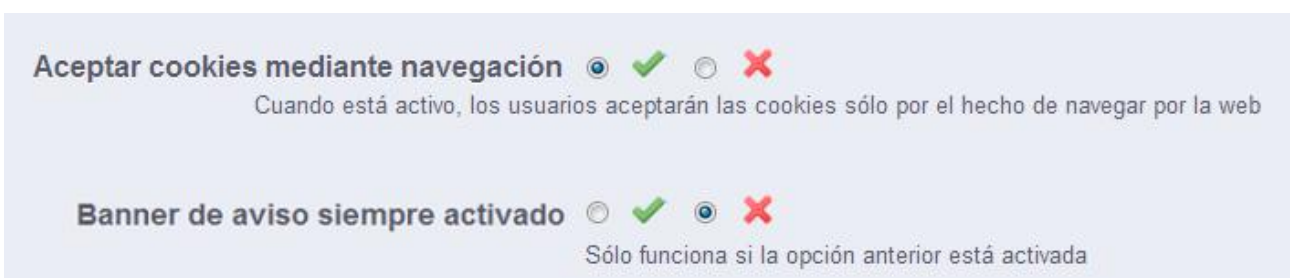 Aceptar cookies mediante navegación
Cuando está activo, los usuarios aceptarán las cookies sólo por el hecho de navegar por la web
Banner de aviso siempre activado
Sólo funciona si la opción anterior está activada